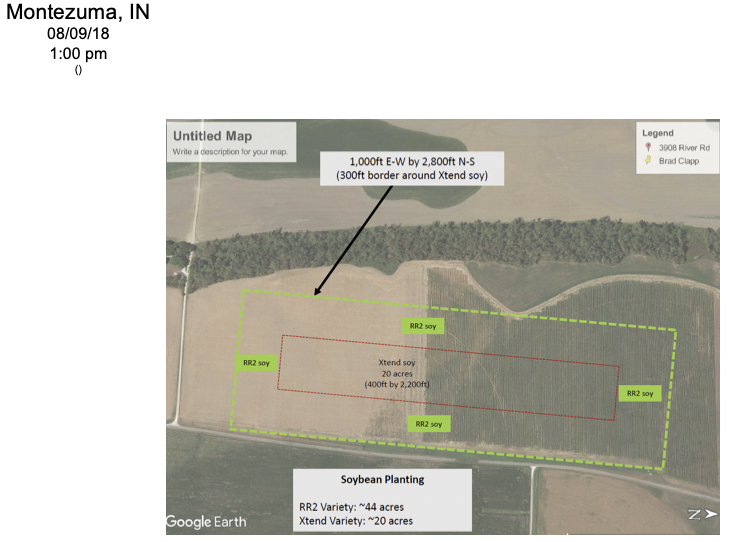 Montezuma, IN
08/09/18
1:00 pm
()
Untitled Map
Write a description for your map.
Legend
3908 River Rd
Brad Clapp
1,000ft E-W by 2,800ft N-S
(300ft border around Xtend soy)
RR2 soy
RR2 soy
Xtend soy
20 acres
(400ft by 2,200ft)
RR2 soy
RR2 soy
Soybean Planting
RR2 Variety: ~44 acres
Xtend Variety: ~20 acres
Google Earth
N